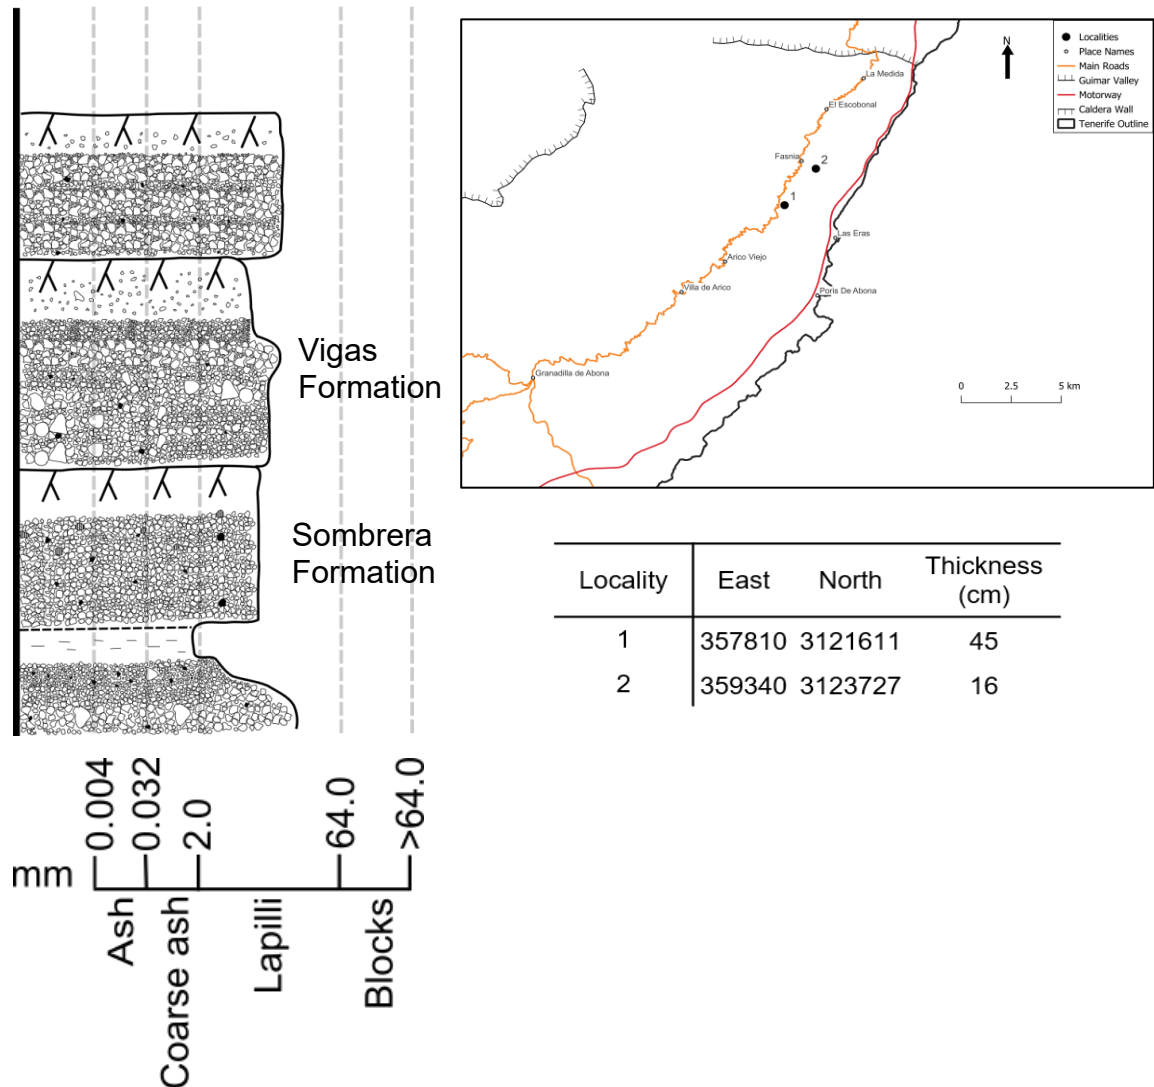 Vigas
Formation
Sombrera
Formation
mm
0.004
0.032
2.0
64.0
>64.0
Ash
Coarse ash
Lapilli
Blocks
N
Localities
Place Names
Main Roads
Guimar Valley
Motorway
Caldera Wall
Tenerife Outline
La Medida
El Escobonal
Fasnia
2
1
Las Eras
Arico Viejo
Villa de Arico
Poris De Abona
Granadilla de Abona
0 2.5 5 km
Locality East North Thickness (cm)
1 357810 3121611 45
2 359340 3123727 16